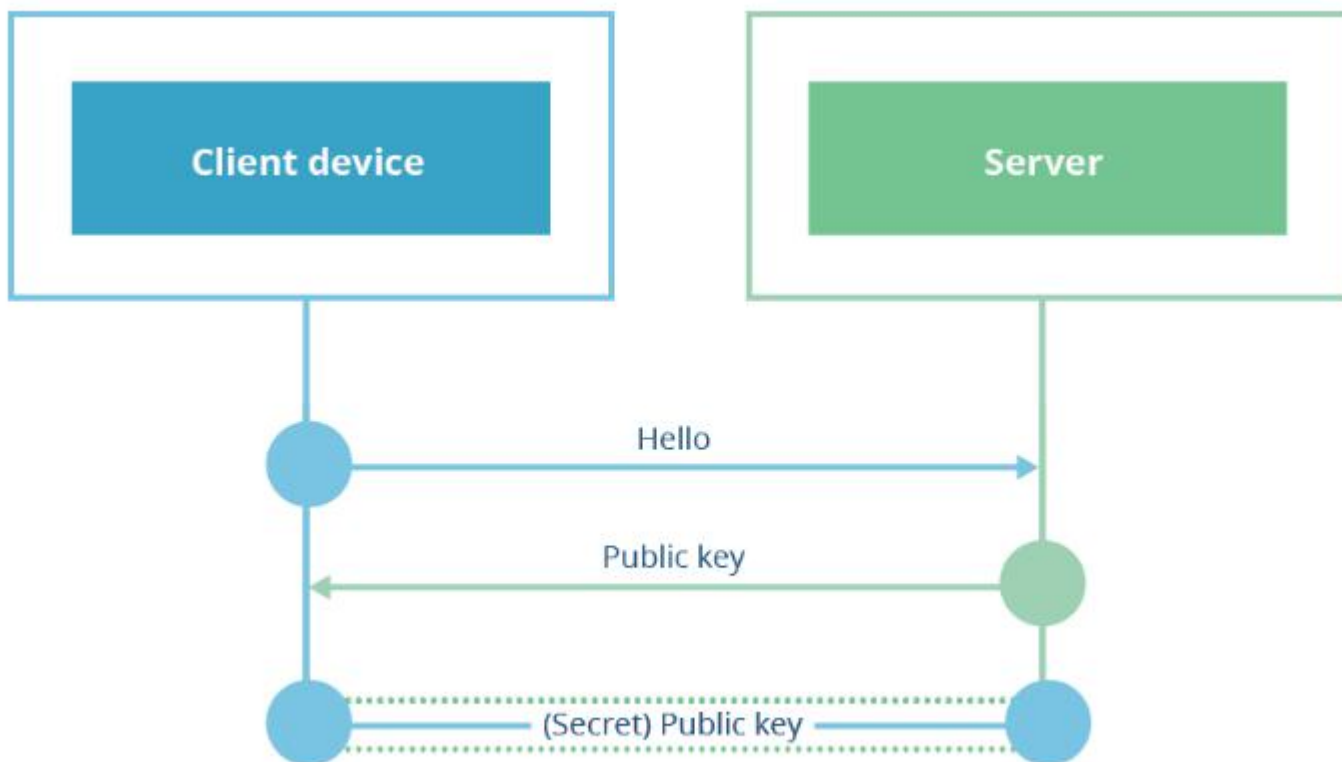 Client device
Server
Hello
Public key
(Secret) Public key